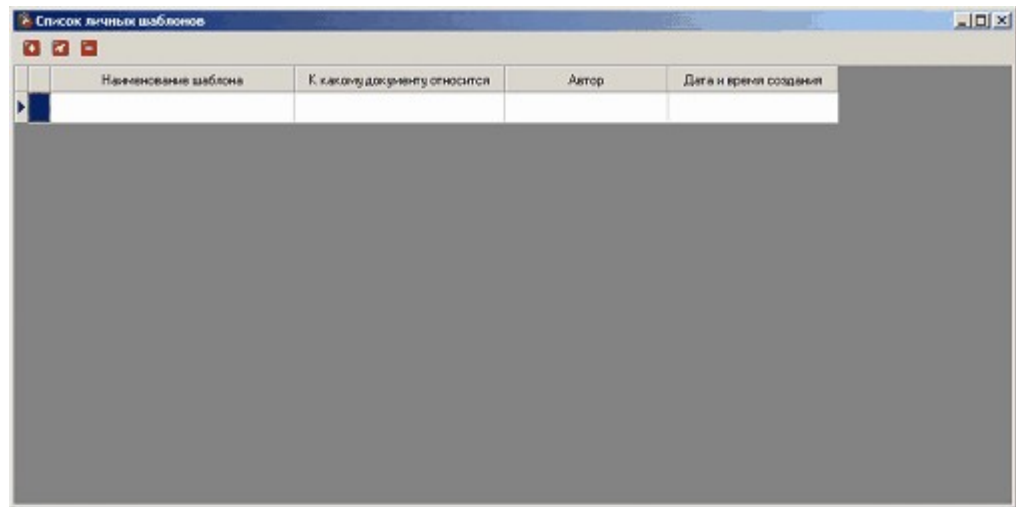 Список личных шаблонов
Наименование шаблона К какому документу относится Автор Дата и время создания